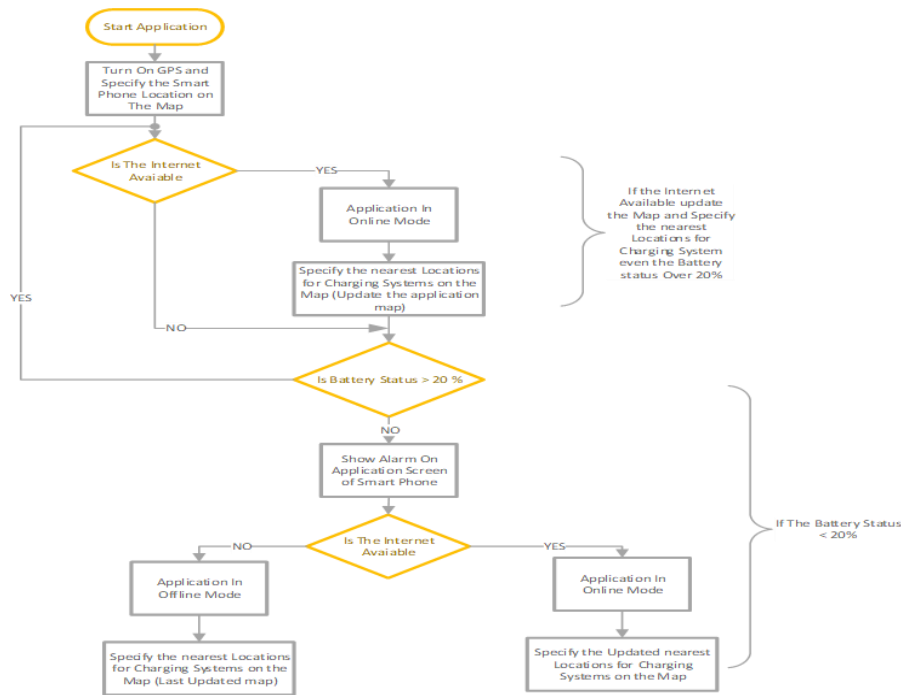 Start Application
Turn On GPS and
Specify the Smart
Phone Location on
The Map
Is The Internet
Avaiable
YES
Application In
Online Mode
If the Internet
Available update
the Map and Specify
the nearest
Locations for
Charging System
even the Battery
status Over 20%
Specify the nearest Locations
for Charging Systems on the
Map (Update the application
map)
YES
NO
Is Battery Status > 20 %
NO
Show Alarm On
Application Screen
of Smart Phone
If The Battery Status
< 20%
Is The Internet
Avaiable
NO
YES
Application In
Offline Mode
Application In
Online Mode
Specify the nearest Locations
for Charging Systems on the
Map (Last Updated map)
Specify the Updated nearest
Locations for Charging
Systems on the Map